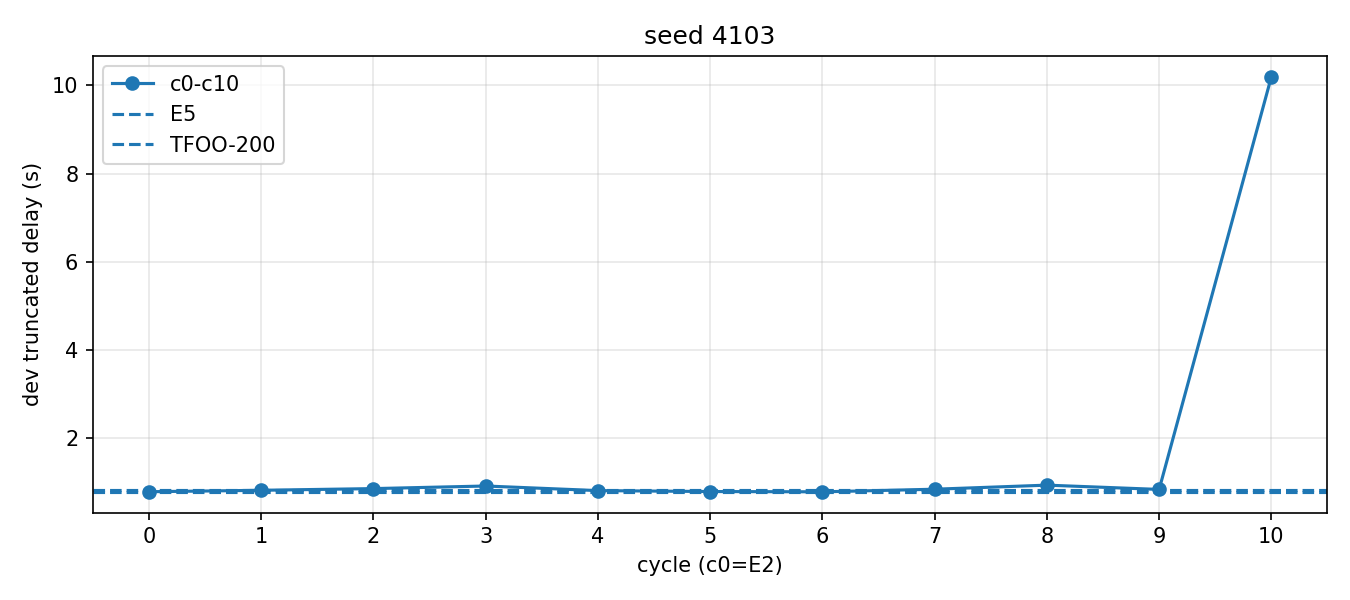 seed 4103
c0-c10
E5
TFOO-200
dev truncated delay (s)
10
8
6
4
2
0 1 2 3 4 5 6 7 8 9 10
cycle (c0=E2)